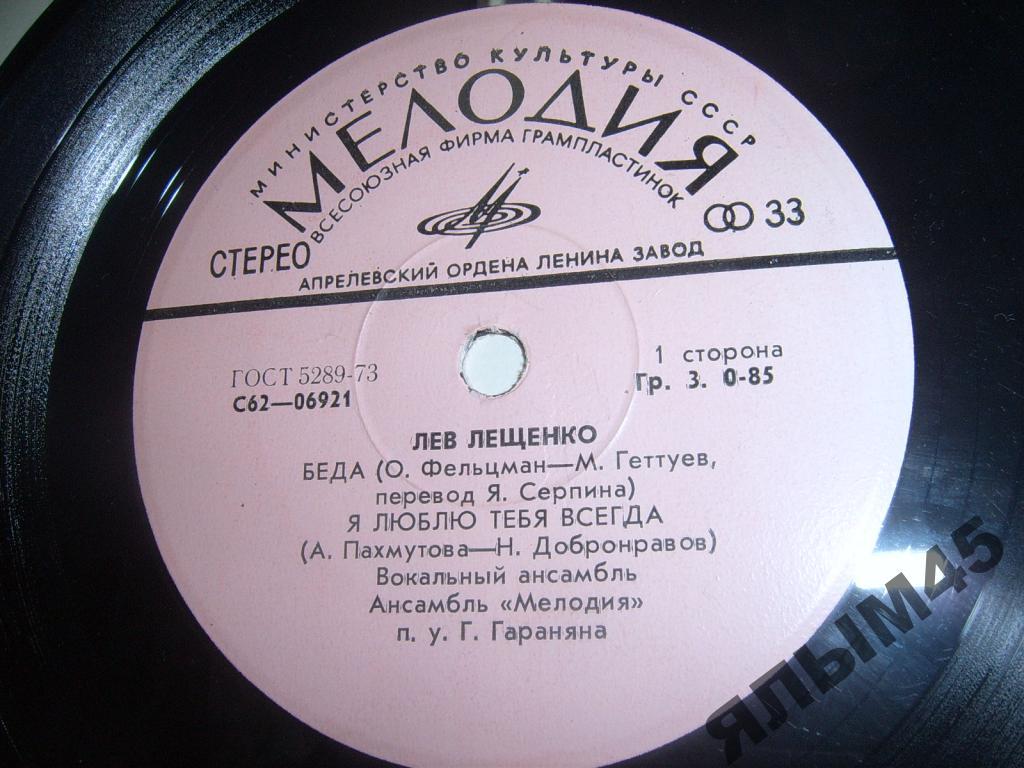 МИНИСТЕРСТВО КУЛЬТУРЫ СССР
МЕЛОДИЯ
ВСЕСОЮЗНАЯ ФИРМА ГРАМПЛАСТИНОК
СТЕРЕО
33
АПРЕЛЕВСКИЙ ОРДЕНА ЛЕНИНА ЗАВОД
ГОСТ 5289-73
С62—06921
1 сторона
Гр. 3. 0-85
ЛЕВ ЛЕЩЕНКО
БЕДА (О. Фельцман—М. Геттуев,
перевод Я. Серпина)
Я ЛЮБЛЮ ТЕБЯ ВСЕГДА
(А. Пахмутова—Н. Добронравов)
Вокальный ансамбль
Ансамбль «Мелодия»
п. у. Г. Гараняна
ЯЛЫМ45